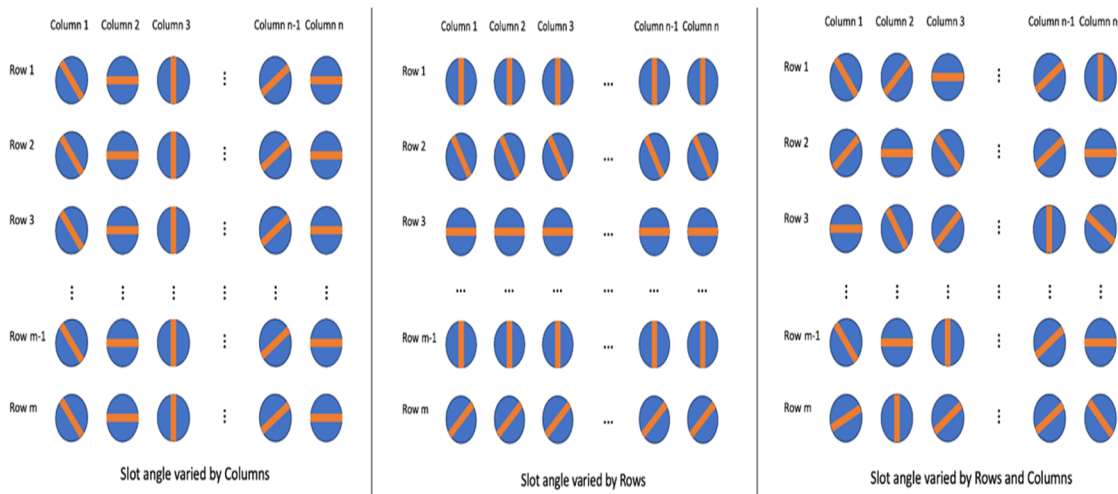 Column 1 Column 2 Column 3 Column n-1 Column n
Row 1
Row 2
Row 3
Row m-1
Row m
Slot angle varied by Columns
Column 1 Column 2 Column 3 Column n-1 Column n
Row 1
Row 2
Row 3
Row m-1
Row m
Slot angle varied by Rows
Column 1 Column 2 Column 3 Column n-1 Column n
Row 1
Row 2
Row 3
Row m-1
Row m
Slot angle varied by Rows and Columns